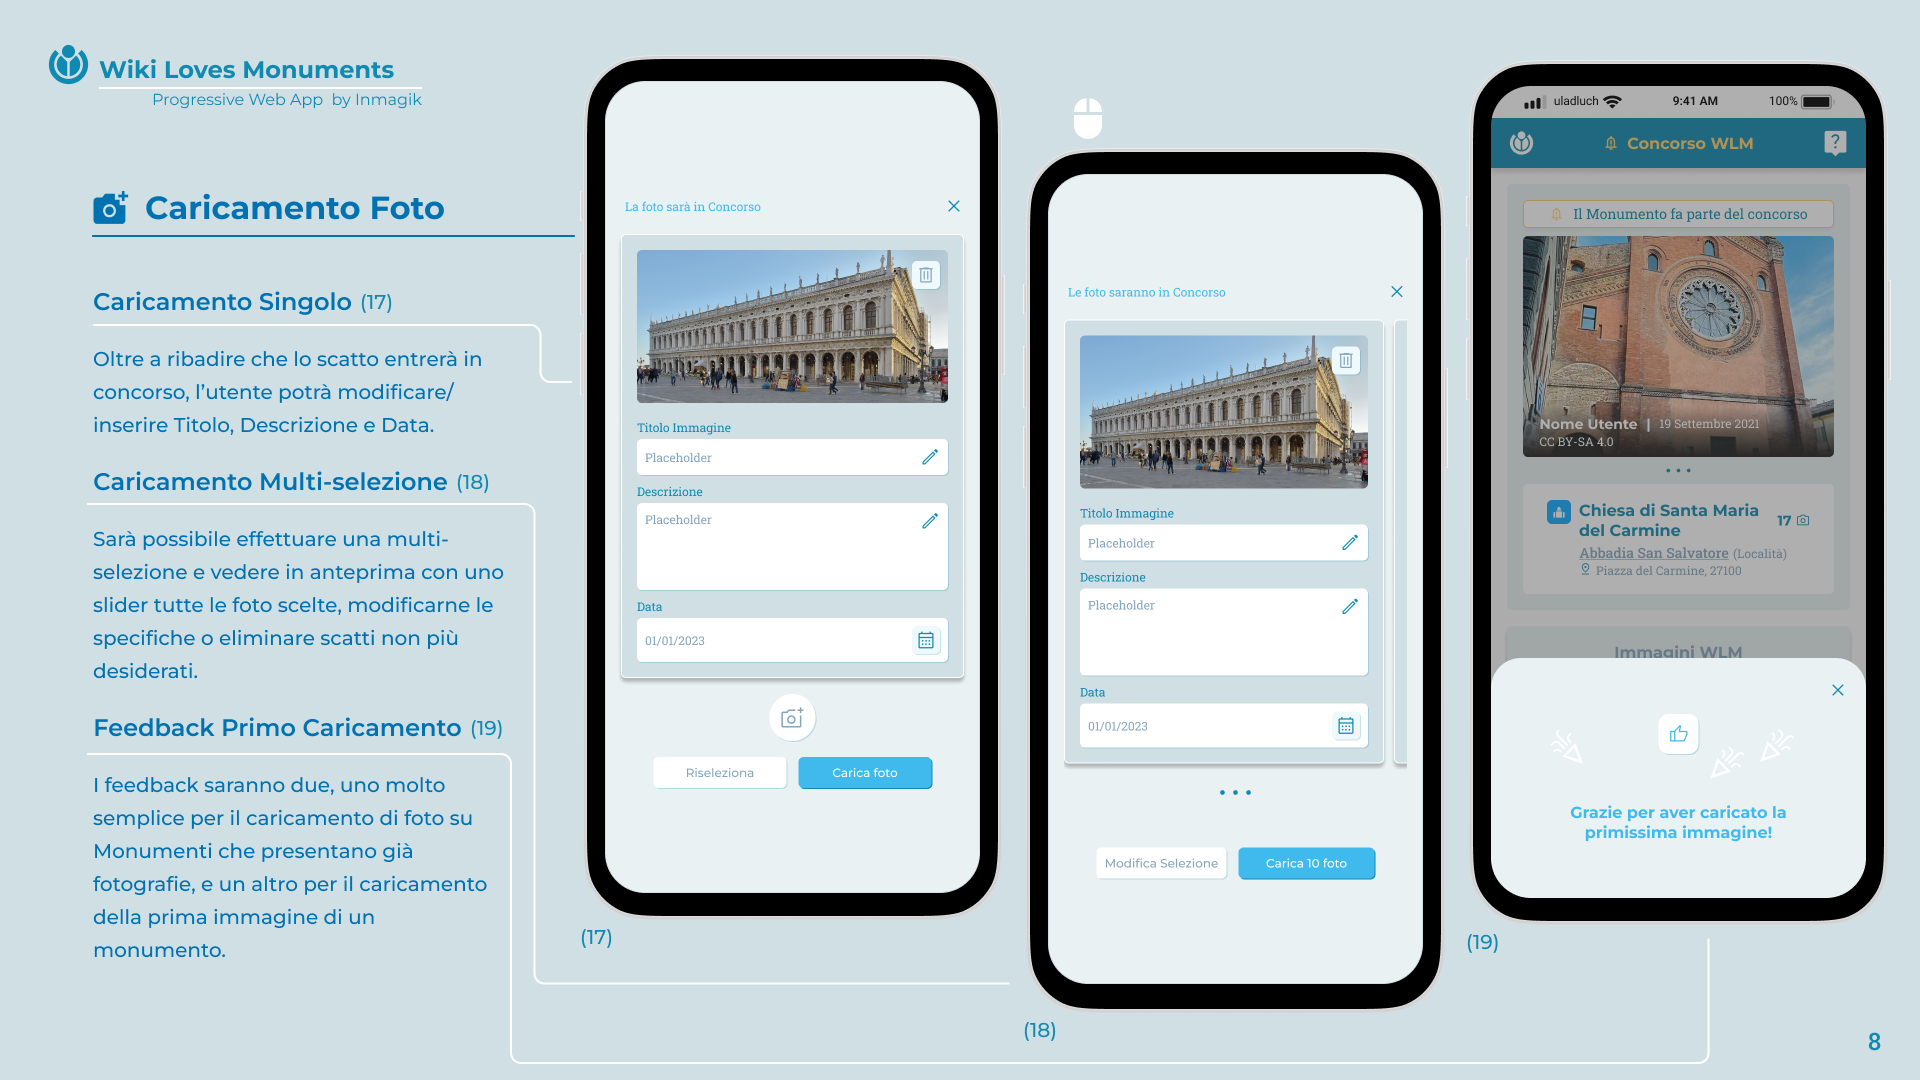 Wiki Loves Monuments
Progressive Web App by Inmagik
Caricamento Foto
Caricamento Singolo (17)
Oltre a ribadire che lo scatto entrerà in
concorso, l'utente potrà modificare/
inserire Titolo, Descrizione e Data.
Caricamento Multi-selezione (18)
Sarà possibile effettuare una multi-
selezione e vedere in anteprima con uno
slider tutte le foto scelte, modificarne le
specifiche o eliminare scatti non più
desiderati.
Feedback Primo Caricamento (19)
I feedback saranno due, uno molto
semplice per il caricamento di foto su
Monumenti che presentano già
fotografie, e un altro per il caricamento
della prima immagine di un
monumento.
La foto sarà in Concorso
Titolo Immagine
Placeholder
Descrizione
Placeholder
Data
01/01/2023
Riseleziona
Carica foto
(17)
Le foto saranno in Concorso
Titolo Immagine
Placeholder
Descrizione
Placeholder
Data
01/01/2023
Modifica Selezione
Carica 10 foto
(18)
uladluch 9:41 AM 100%
Concorso WLM
?
Il Monumento fa parte del concorso
Nome Utente | 19 Settembre 2021
CC BY-SA 4.0
Chiesa di Santa Maria
del Carmine
17
Abbadia San Salvatore (Località)
Piazza del Carmine, 27100
Immagini WLM
Grazie per aver caricato la
primissima immagine!
(19)
8